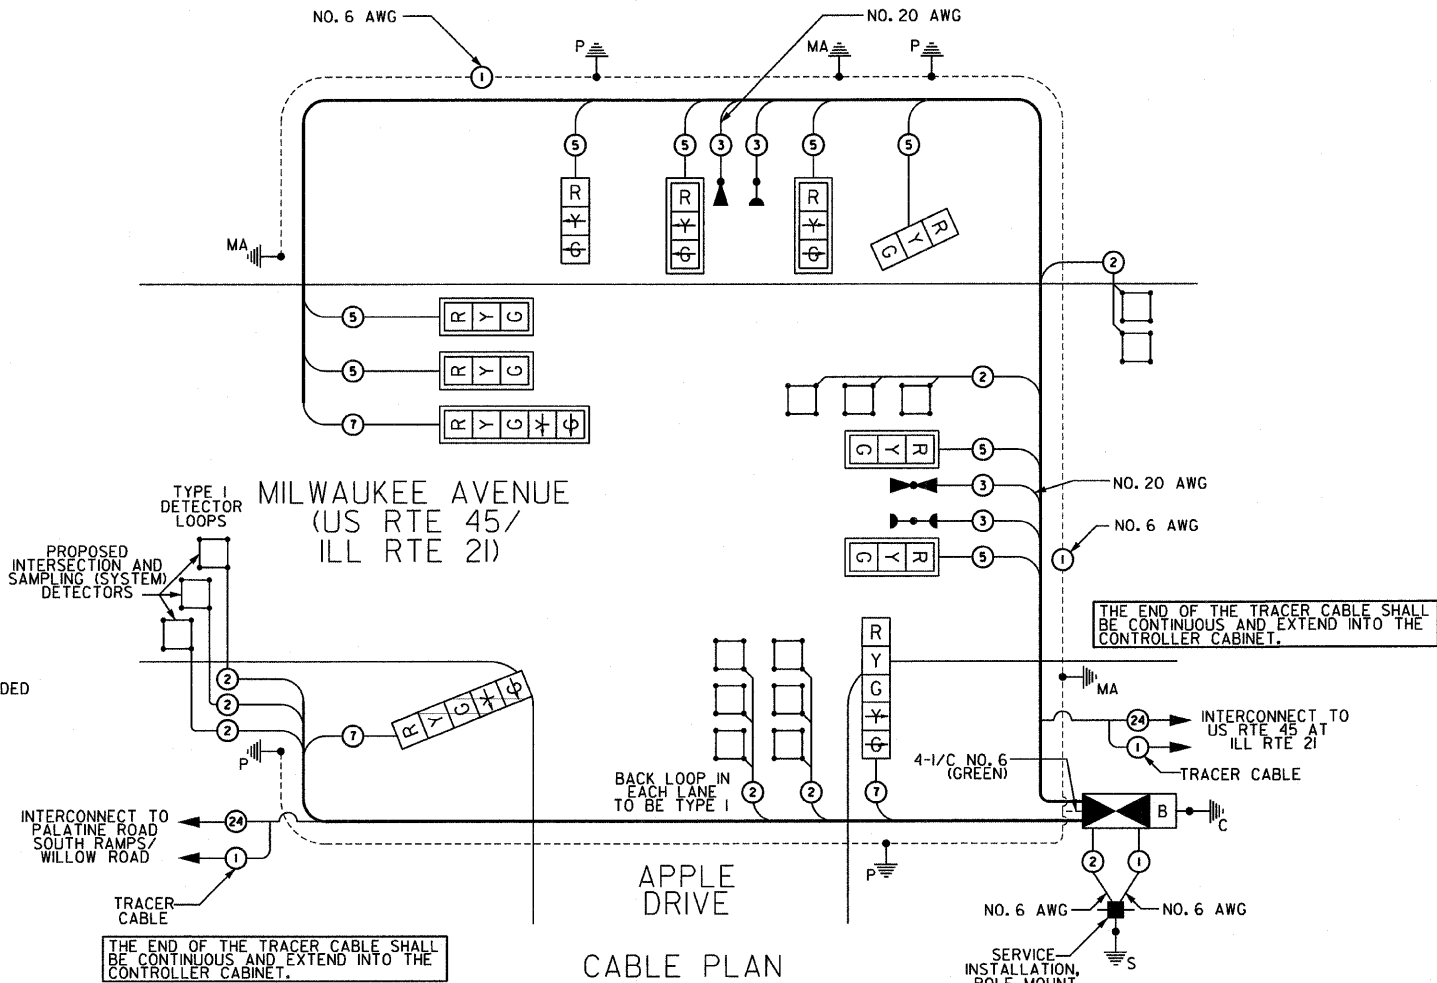 NO. 6 AWG
NO. 20 AWG
P
MA
P
1
5
5
3
3
5
5
R
Y
G
R
Y
G
R
Y
G
R
Y
G
MA
2
5
R Y G
5
R Y G
7
R Y G Y G
2
R Y G
5
3
NO. 20 AWG
3
NO. 6 AWG
R Y G
5
1
MILWAUKEE AVENUE
(US RTE 45/
ILL RTE 21)
TYPE I
DETECTOR
LOOPS
PROPOSED
INTERSECTION AND
SAMPLING (SYSTEM)
DETECTORS
THE END OF THE TRACER CABLE SHALL
BE CONTINUOUS AND EXTEND INTO THE
CONTROLLER CABINET.
DED
2
2
2
7
R Y G Y G
P
R
Y
G
Y
G
MA
24
INTERCONNECT TO
US RTE 45 AT
ILL RTE 21
1
TRACER CABLE
4-1/C NO. 6
(GREEN)
BACK LOOP IN
EACH LANE
TO BE TYPE I
2
2
7
B
C
INTERCONNECT TO
PALATINE ROAD
SOUTH RAMPS/
WILLOW ROAD
24
1
TRACER
CABLE
P
2
1
APPLE
DRIVE
NO. 6 AWG
NO. 6 AWG
S
SERVICE
INSTALLATION,
POLE MOUNT
THE END OF THE TRACER CABLE SHALL
BE CONTINUOUS AND EXTEND INTO THE
CONTROLLER CABINET.
CABLE PLAN